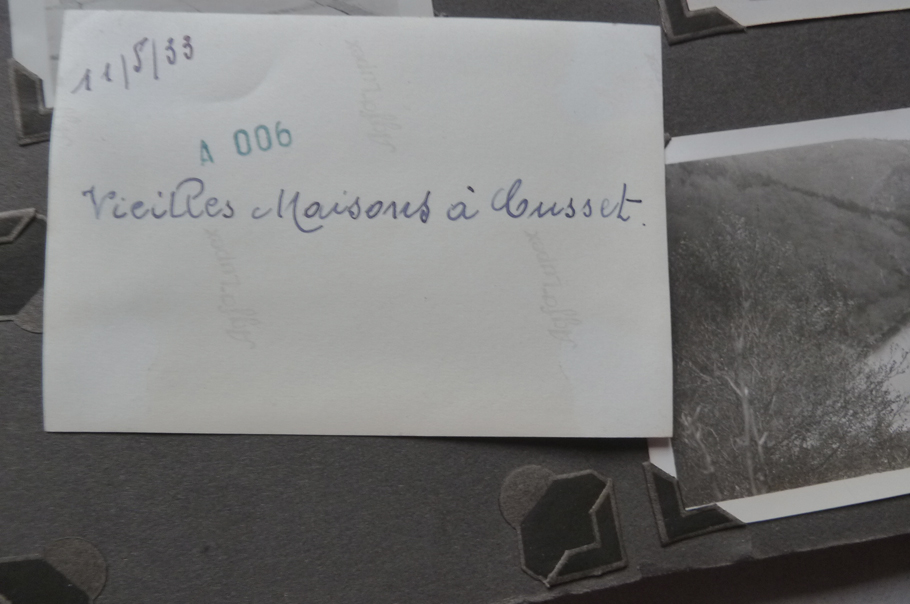 11/5/33
A 006
Vieilles Maisons à Cusset.